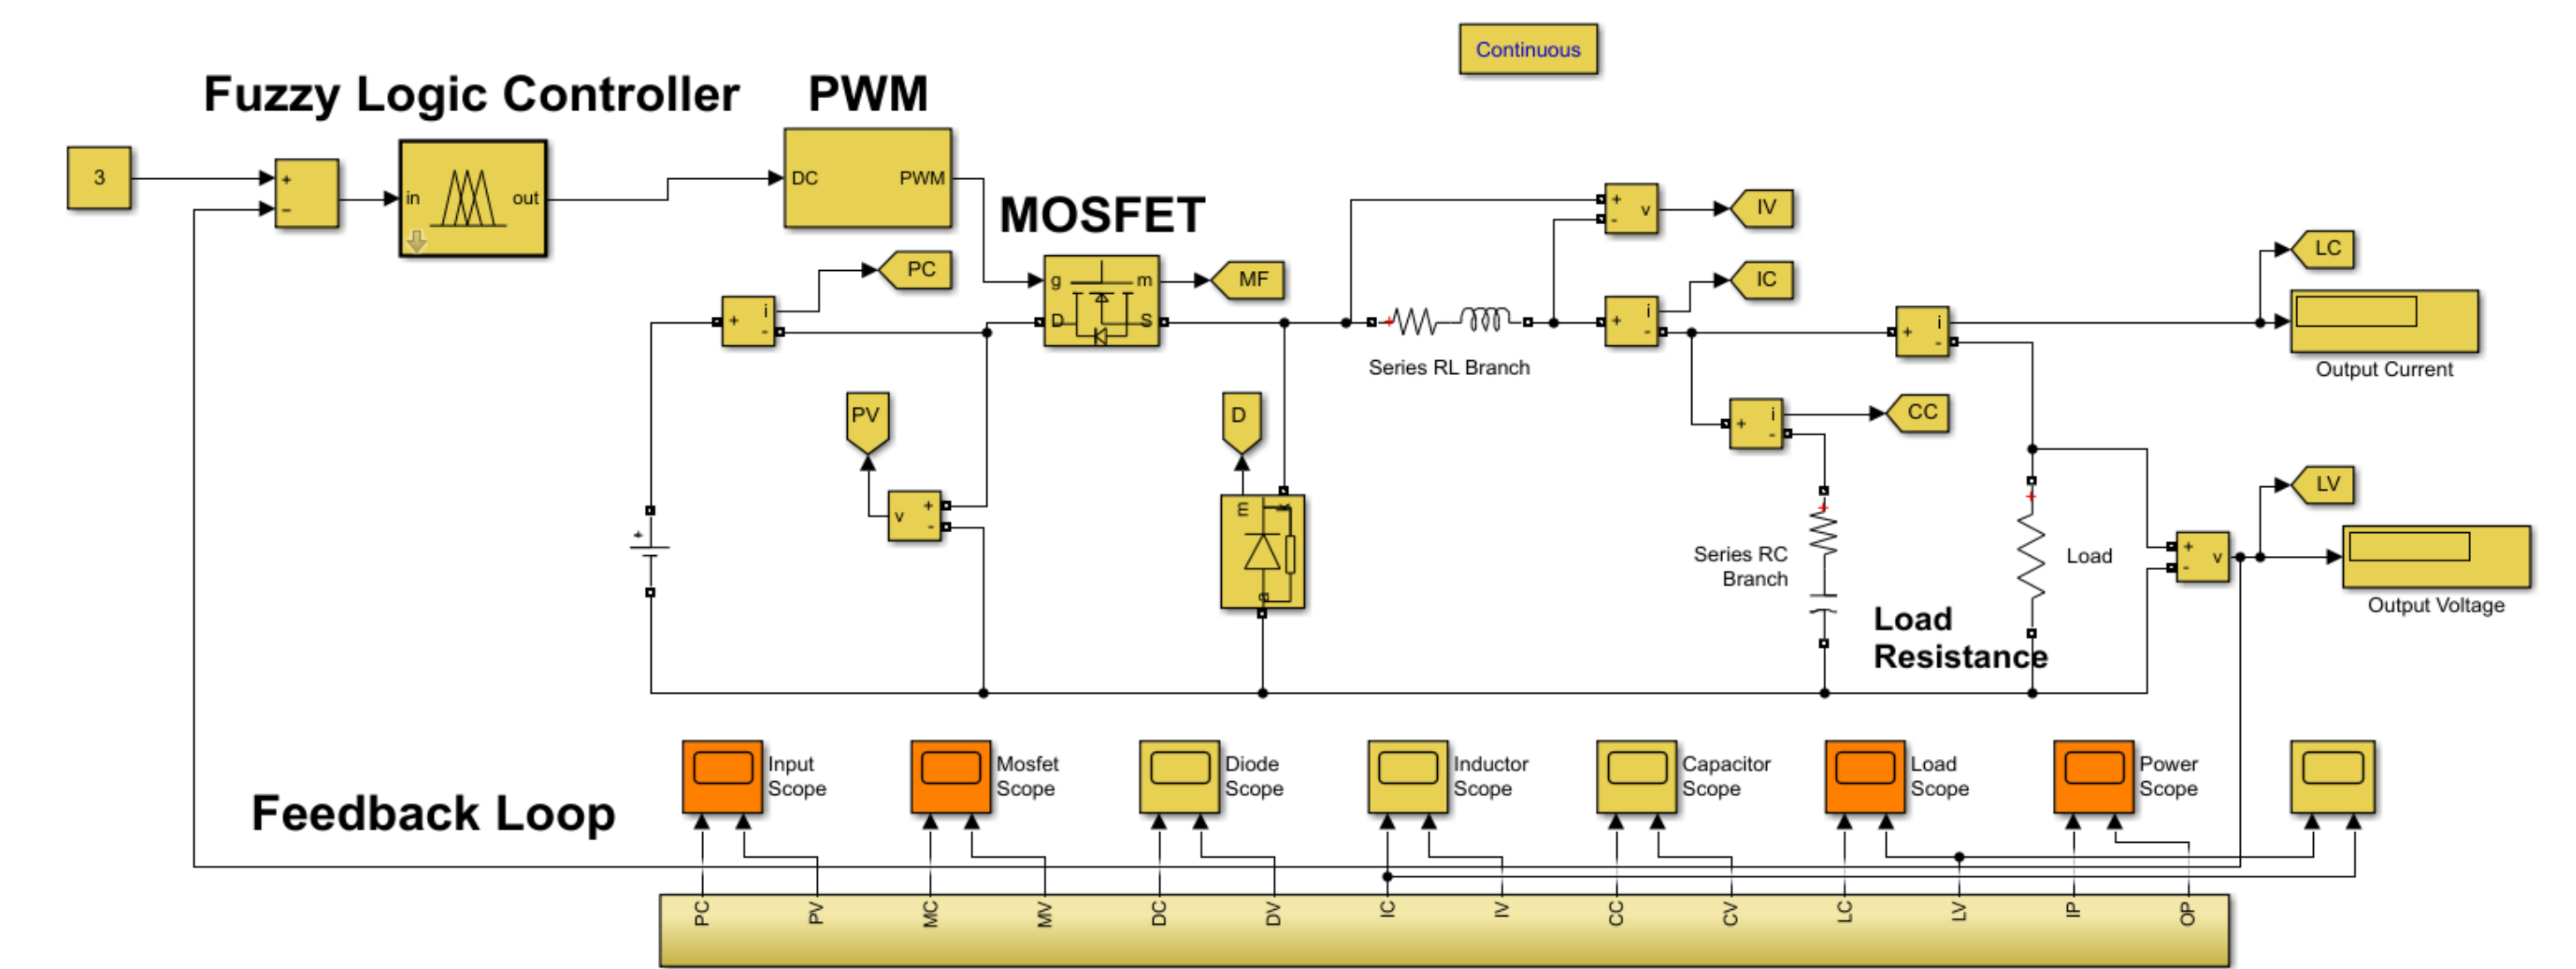 Continuous
Fuzzy Logic Controller
PWM
3
+
−
in
out
DC
PWM
MOSFET
PC
+
i
-
g
m
D
S
MF
+
-
v
IV
+
i
-
IC
Series RL Branch
+
i
-
LC
Output Current
PV
v
+
-
D
m
k
a
+
i
-
CC
+
Series RC
Branch
Load
Load
Resistance
+
-
v
LV
Output Voltage
Input
Scope
Mosfet
Scope
Diode
Scope
Inductor
Scope
Capacitor
Scope
Load
Scope
Power
Scope
Feedback Loop
PC
PV
MC
MV
DC
DV
IC
IV
CC
CV
LC
LV
IP
OP